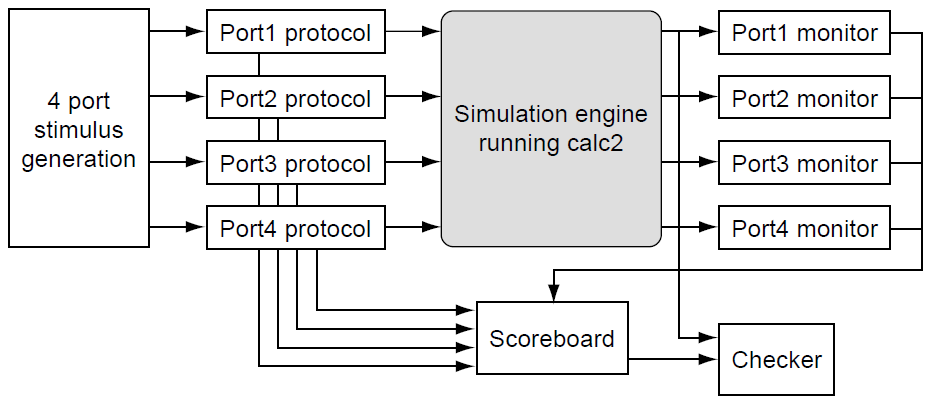 4 port
stimulus
generation
Port1 protocol
Port2 protocol
Port3 protocol
Port4 protocol
Simulation engine
running calc2
Port1 monitor
Port2 monitor
Port3 monitor
Port4 monitor
Scoreboard
Checker